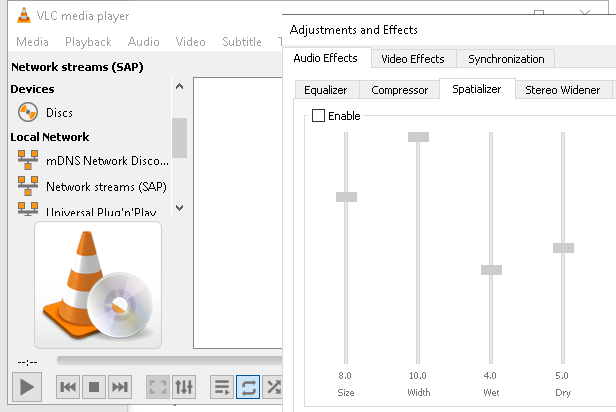 VLC media player
Media Playback Audio Video Subtitle
Network streams (SAP)
Devices
Discs
Local Network
mDNS Network Disco...
Network streams (SAP)
Universal Plug'n'Play
--:--
Adjustments and Effects
Audio Effects Video Effects Synchronization
Equalizer Compressor Spatializer Stereo Widener
Enable
8.0 10.0 4.0 5.0
Size Width Wet Dry